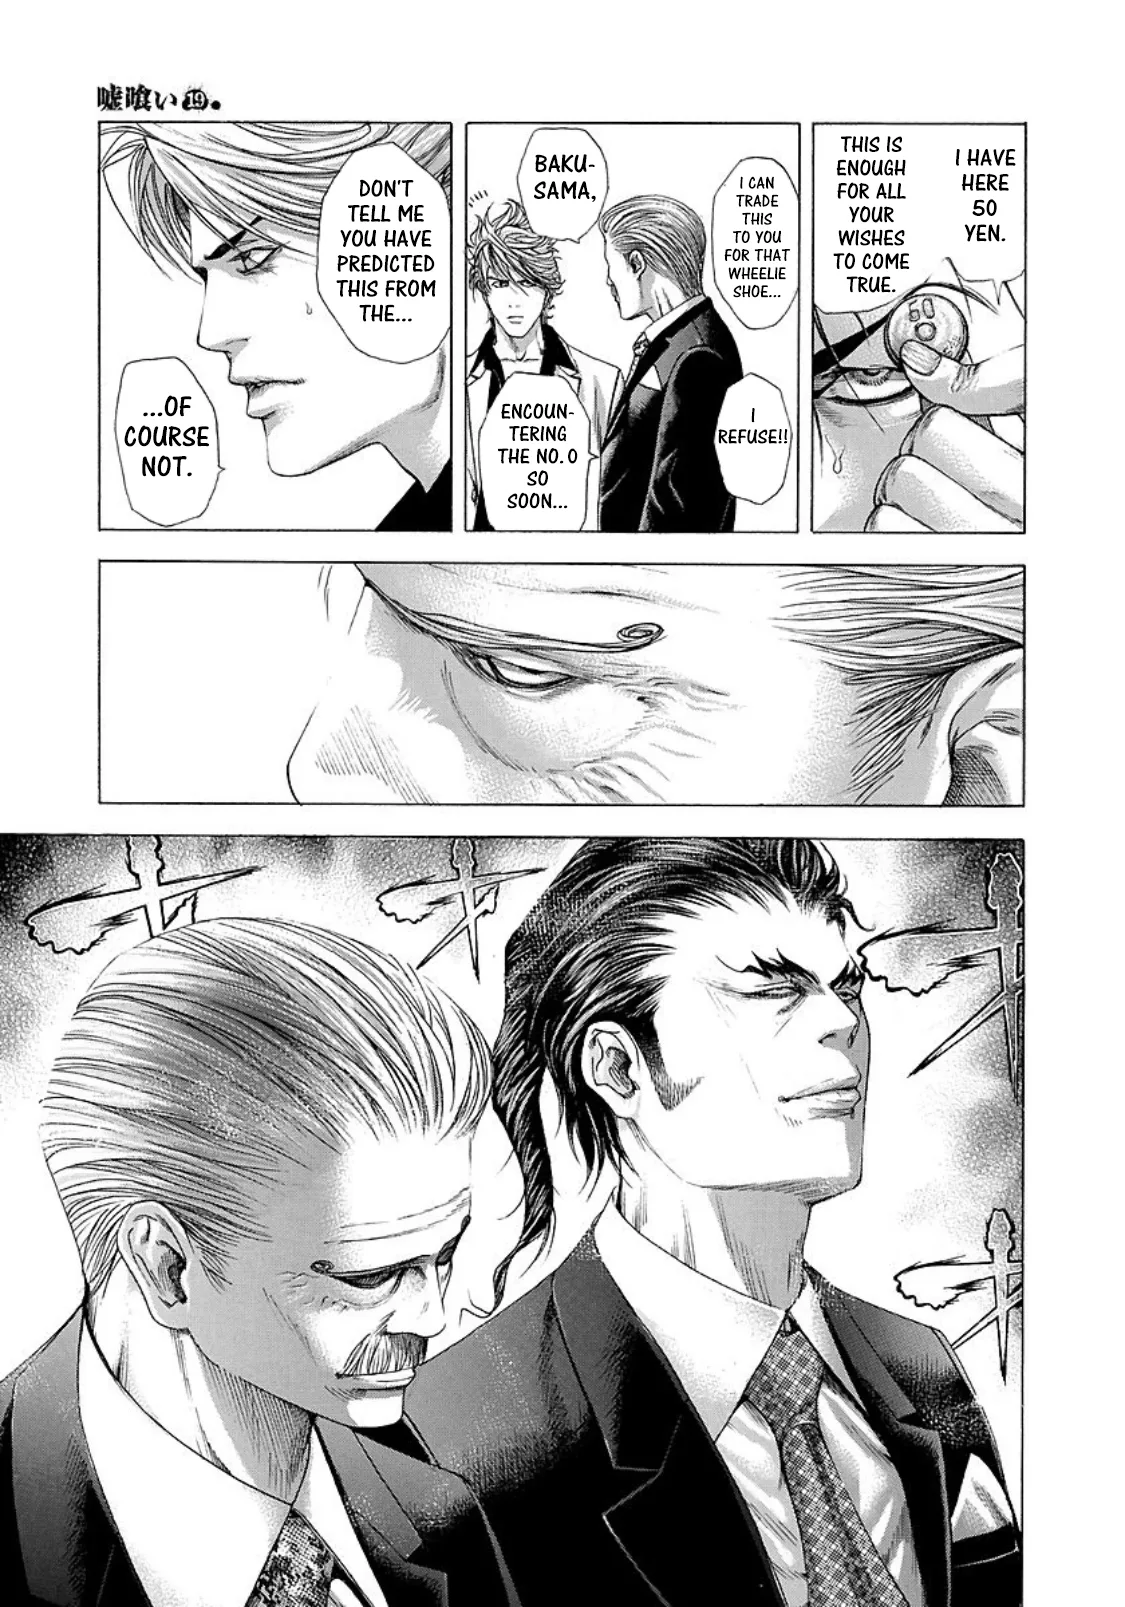 嘘喰い 19
I HAVE
HERE
50
YEN.
THIS IS
ENOUGH
FOR ALL
YOUR
WISHES
TO COME
TRUE.
50
I CAN
TRADE
THIS
TO YOU
FOR THAT
WHEELIE
SHOE...
I
REFUSE!!
BAKU-
SAMA,
ENCOUN-
TERING
THE NO. 0
SO
SOON...
DON'T
TELL ME
YOU HAVE
PREDICTED
THIS FROM
THE...
...OF
COURSE
NOT.